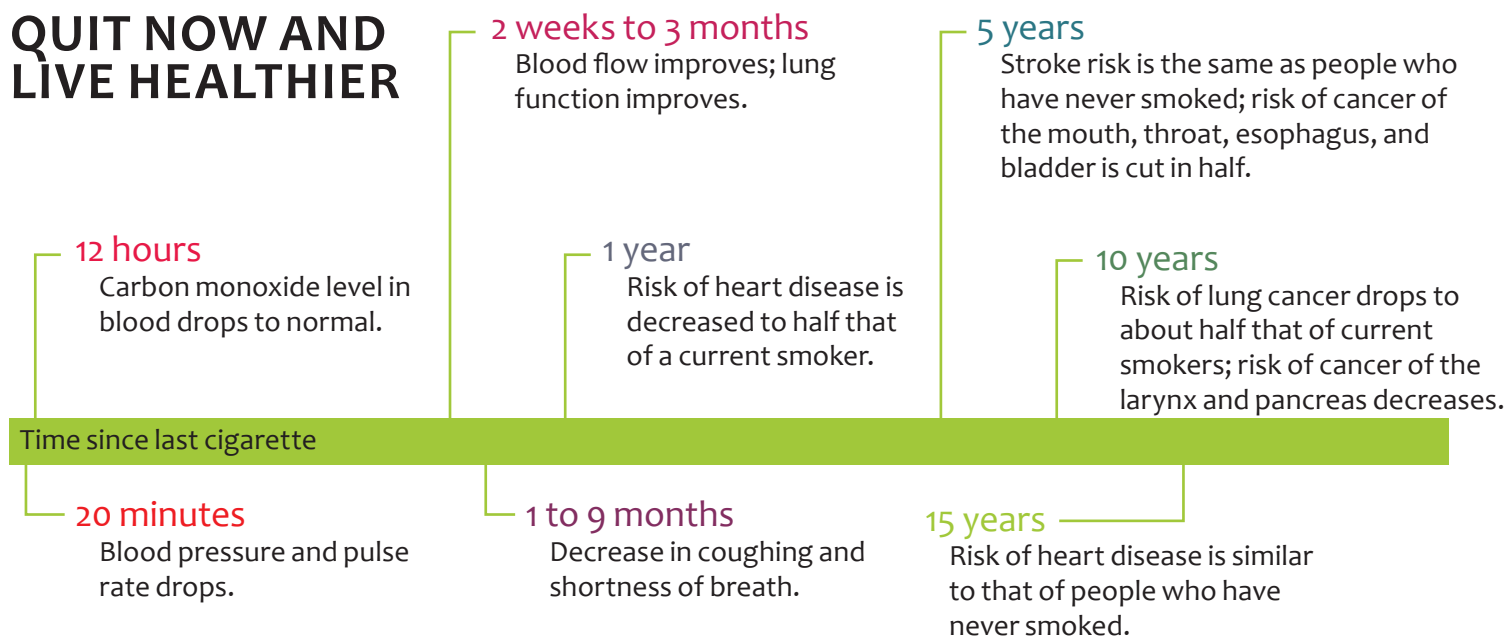 QUIT NOW AND
LIVE HEALTHIER
2 weeks to 3 months
Blood flow improves; lung
function improves.
5 years
Stroke risk is the same as people who
have never smoked; risk of cancer of
the mouth, throat, esophagus, and
bladder is cut in half.
12 hours
Carbon monoxide level in
blood drops to normal.
1 year
Risk of heart disease is
decreased to half that
of a current smoker.
10 years
Risk of lung cancer drops to
about half that of current
smokers; risk of cancer of the
larynx and pancreas decreases.
Time since last cigarette
20 minutes
Blood pressure and pulse
rate drops.
1 to 9 months
Decrease in coughing and
shortness of breath.
15 years
Risk of heart disease is similar
to that of people who have
never smoked.